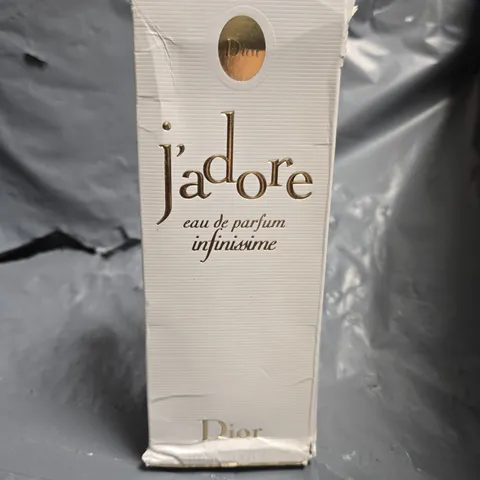 Dior
j'adore
eau de parfum
infinissime
Dior